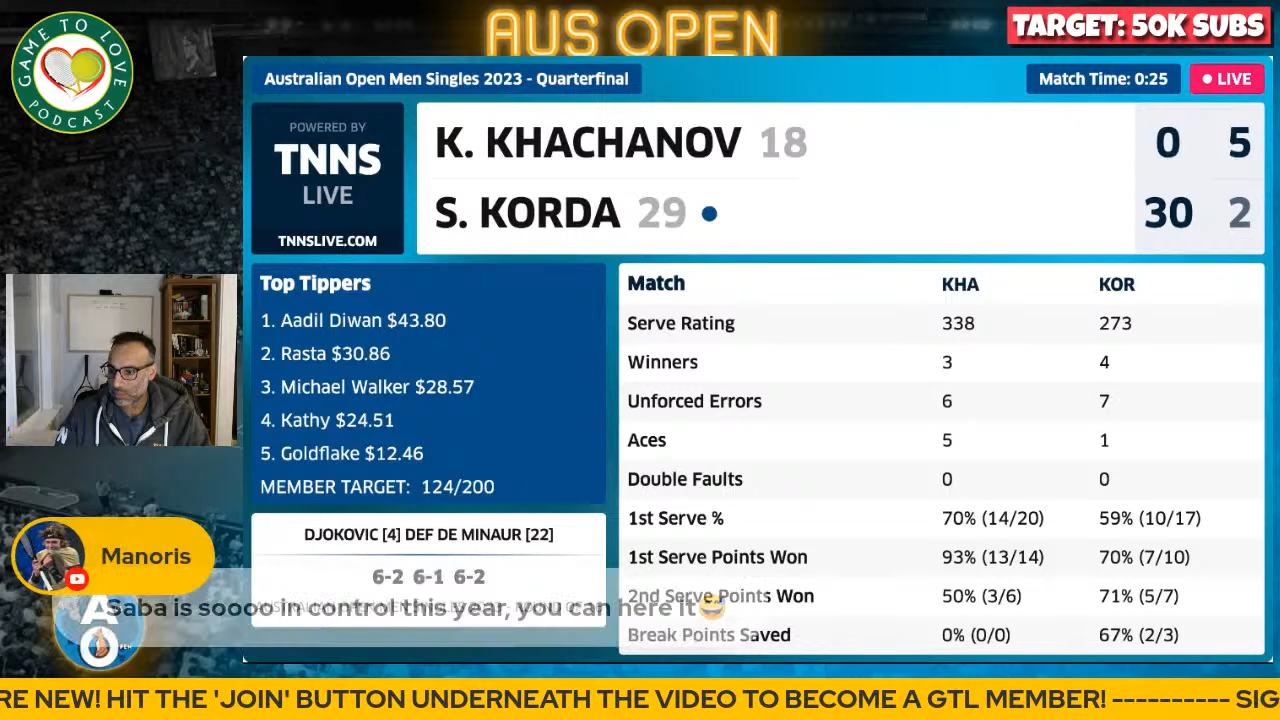 AUS OPEN
TARGET: 50K SUBS
GAME TO LOVE
PODCAST
Australian Open Men Singles 2023 - Quarterfinal
Match Time: 0:25
LIVE
POWERED BY
TNNS
LIVE
TNNSLIVE.COM
K. KHACHANOV 18 0 5
S. KORDA 29 30 2
Top Tippers
1. Aadil Diwan $43.80
2. Rasta $30.86
3. Michael Walker $28.57
4. Kathy $24.51
5. Goldflake $12.46
MEMBER TARGET: 124/200
DJOKOVIC [4] DEF DE MINAUR [22]
6-2 6-1 6-2
Match KHA KOR
Serve Rating 338 273
Winners 3 4
Unforced Errors 6 7
Aces 5 1
Double Faults 0 0
1st Serve % 70% (14/20) 59% (10/17)
1st Serve Points Won 93% (13/14) 70% (7/10)
2nd Serve Points Won 50% (3/6) 71% (5/7)
Break Points Saved 0% (0/0) 67% (2/3)
Manoris
Saba is soooo in control this year, you can here it😅
AO
RE NEW! HIT THE 'JOIN' BUTTON UNDERNEATH THE VIDEO TO BECOME A GTL MEMBER! ---------- SIG